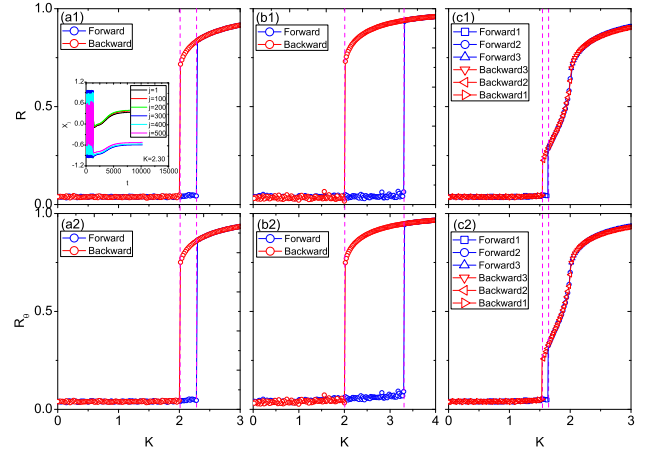 (a1)
Forward
Backward
(b1)
Forward
Backward
(c1)
Forward1
Forward2
Forward3
Backward3
Backward2
Backward1
1.0
0.5
0.0
R
1.2
0.6
0.0
-0.6
-1.2
X
j
j=1
j=100
j=200
j=300
j=400
j=500
K=2.30
0 5000 10000 15000
t
(a2)
Forward
Backward
(b2)
Forward
Backward
(c2)
Forward1
Forward2
Forward3
Backward3
Backward2
Backward1
1.0
0.5
0.0
Rθ
0 1 2 3
0 1 2 3 4
0 1 2 3
K K K